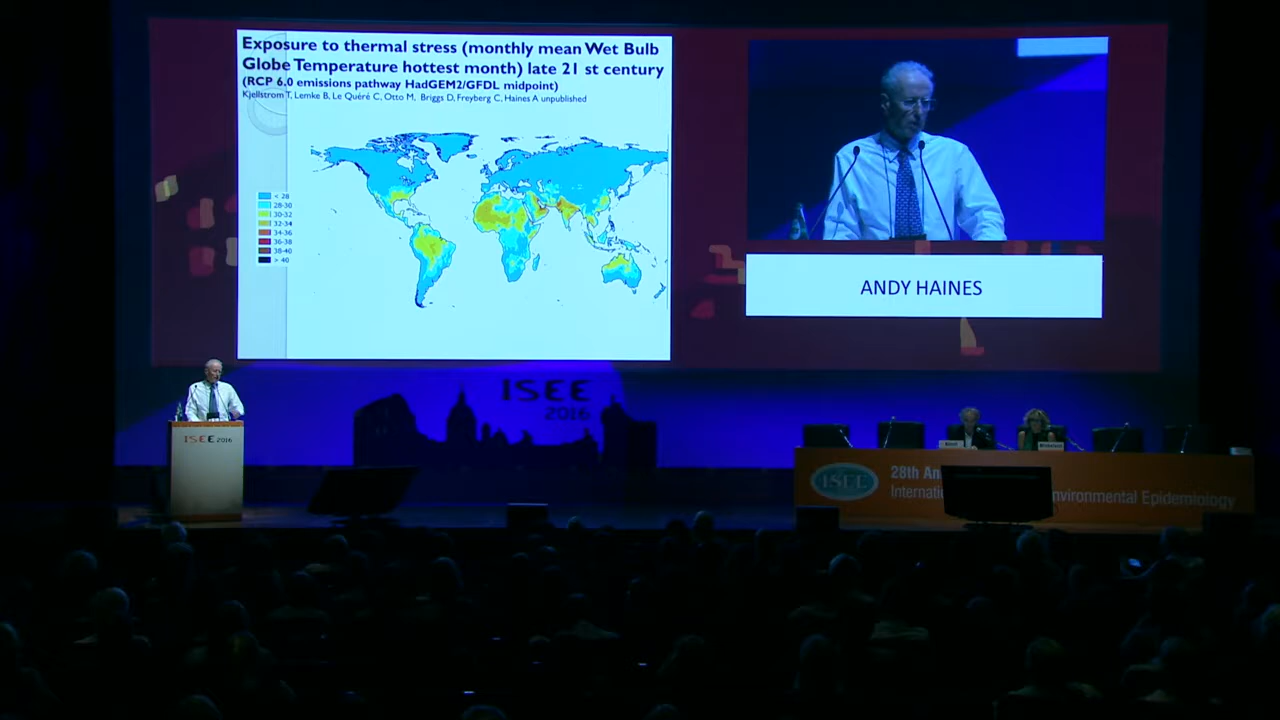 Exposure to thermal stress (monthly mean Wet Bulb
Globe Temperature hottest month) late 21 st century
(RCP 6.0 emissions pathway HadGEM2/GFDL midpoint)
Kjellstrom T, Lemke B, Le Quéré C, Otto M, Briggs D, Freyberg C, Haines A unpublished
< 28
28-30
30-32
32-34
34-36
36-38
38-40
> 40
ANDY HAINES
ISEE
2016
ISEE 2016
ISEE
28th An
Internati
nvironmental Epidemiology